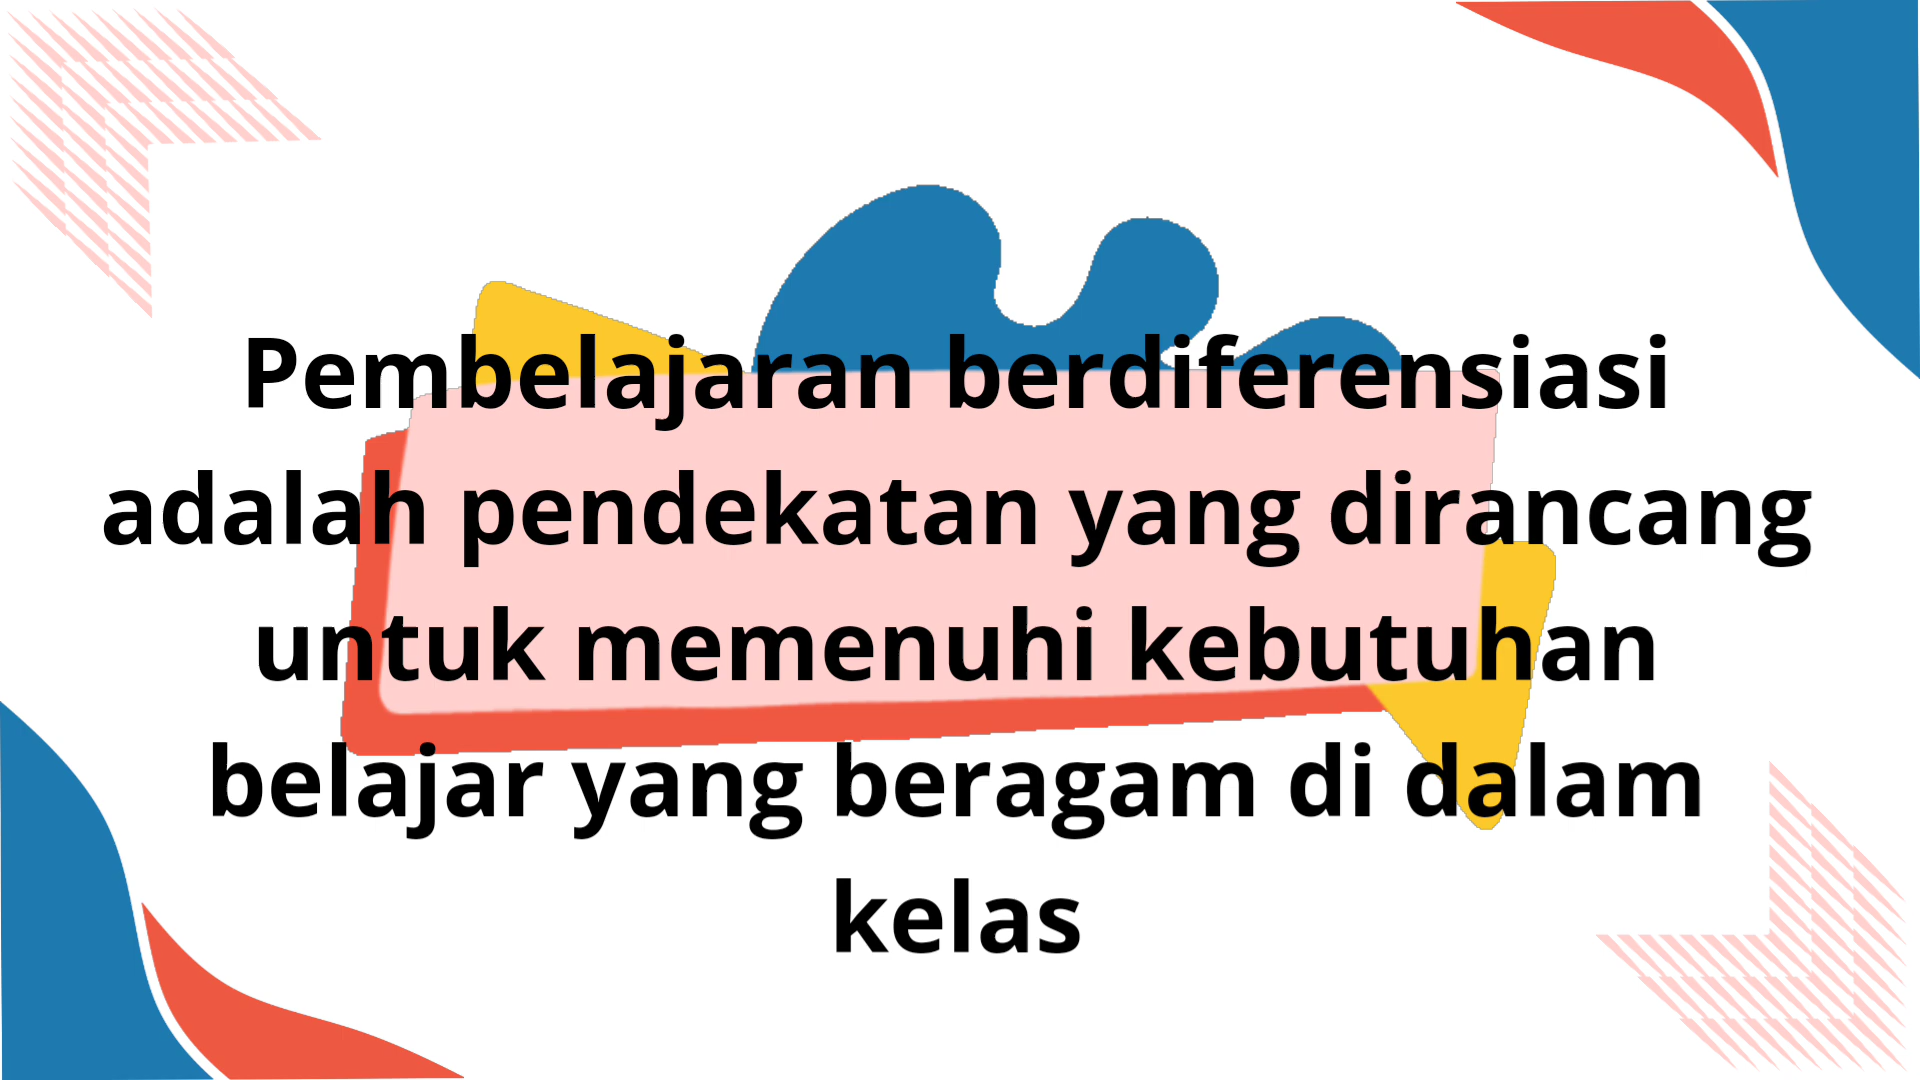 Pembelajaran berdiferensiasi
adalah pendekatan yang dirancang
untuk memenuhi kebutuhan
belajar yang beragam di dalam
kelas